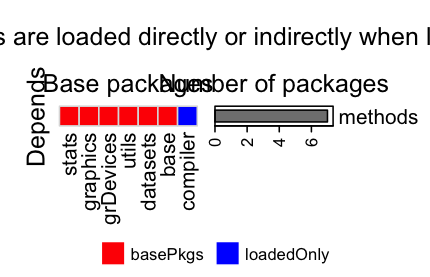 s are loaded directly or indirectly when l
Base packages
Number of packages
Depends
methods
0
2
4
6
stats
graphics
grDevices
utils
datasets
base
compiler
basePkgs
loadedOnly